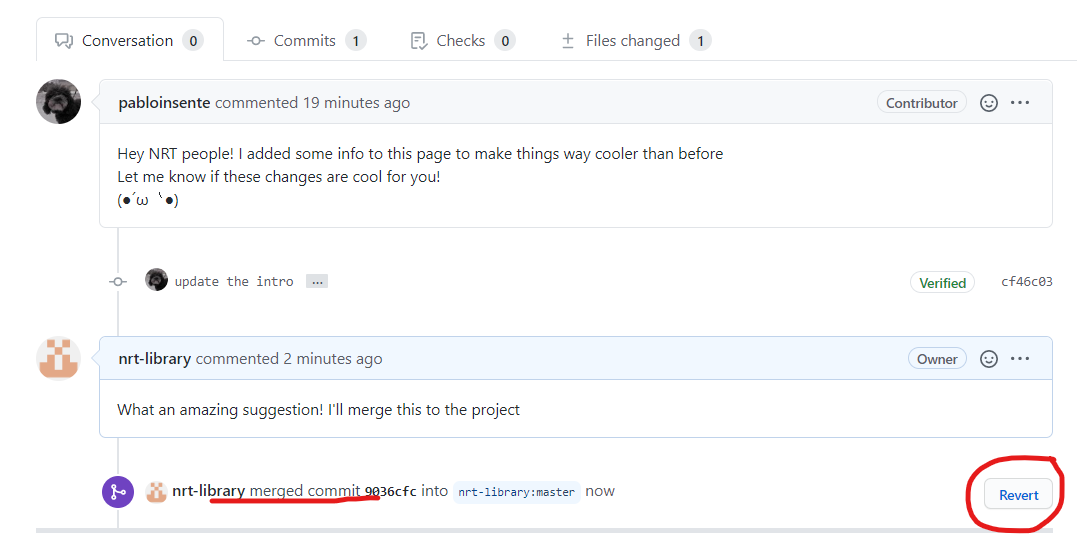 Conversation 0 Commits 1 Checks 0 Files changed 1
pabloinsente commented 19 minutes ago Contributor ...
Hey NRT people! I added some info to this page to make things way cooler than before
Let me know if these changes are cool for you!
(●´ω｀●)
update the intro ... Verified cf46c03
nrt-library commented 2 minutes ago Owner ...
What an amazing suggestion! I'll merge this to the project
nrt-library merged commit 9036cfc into nrt-library:master now Revert